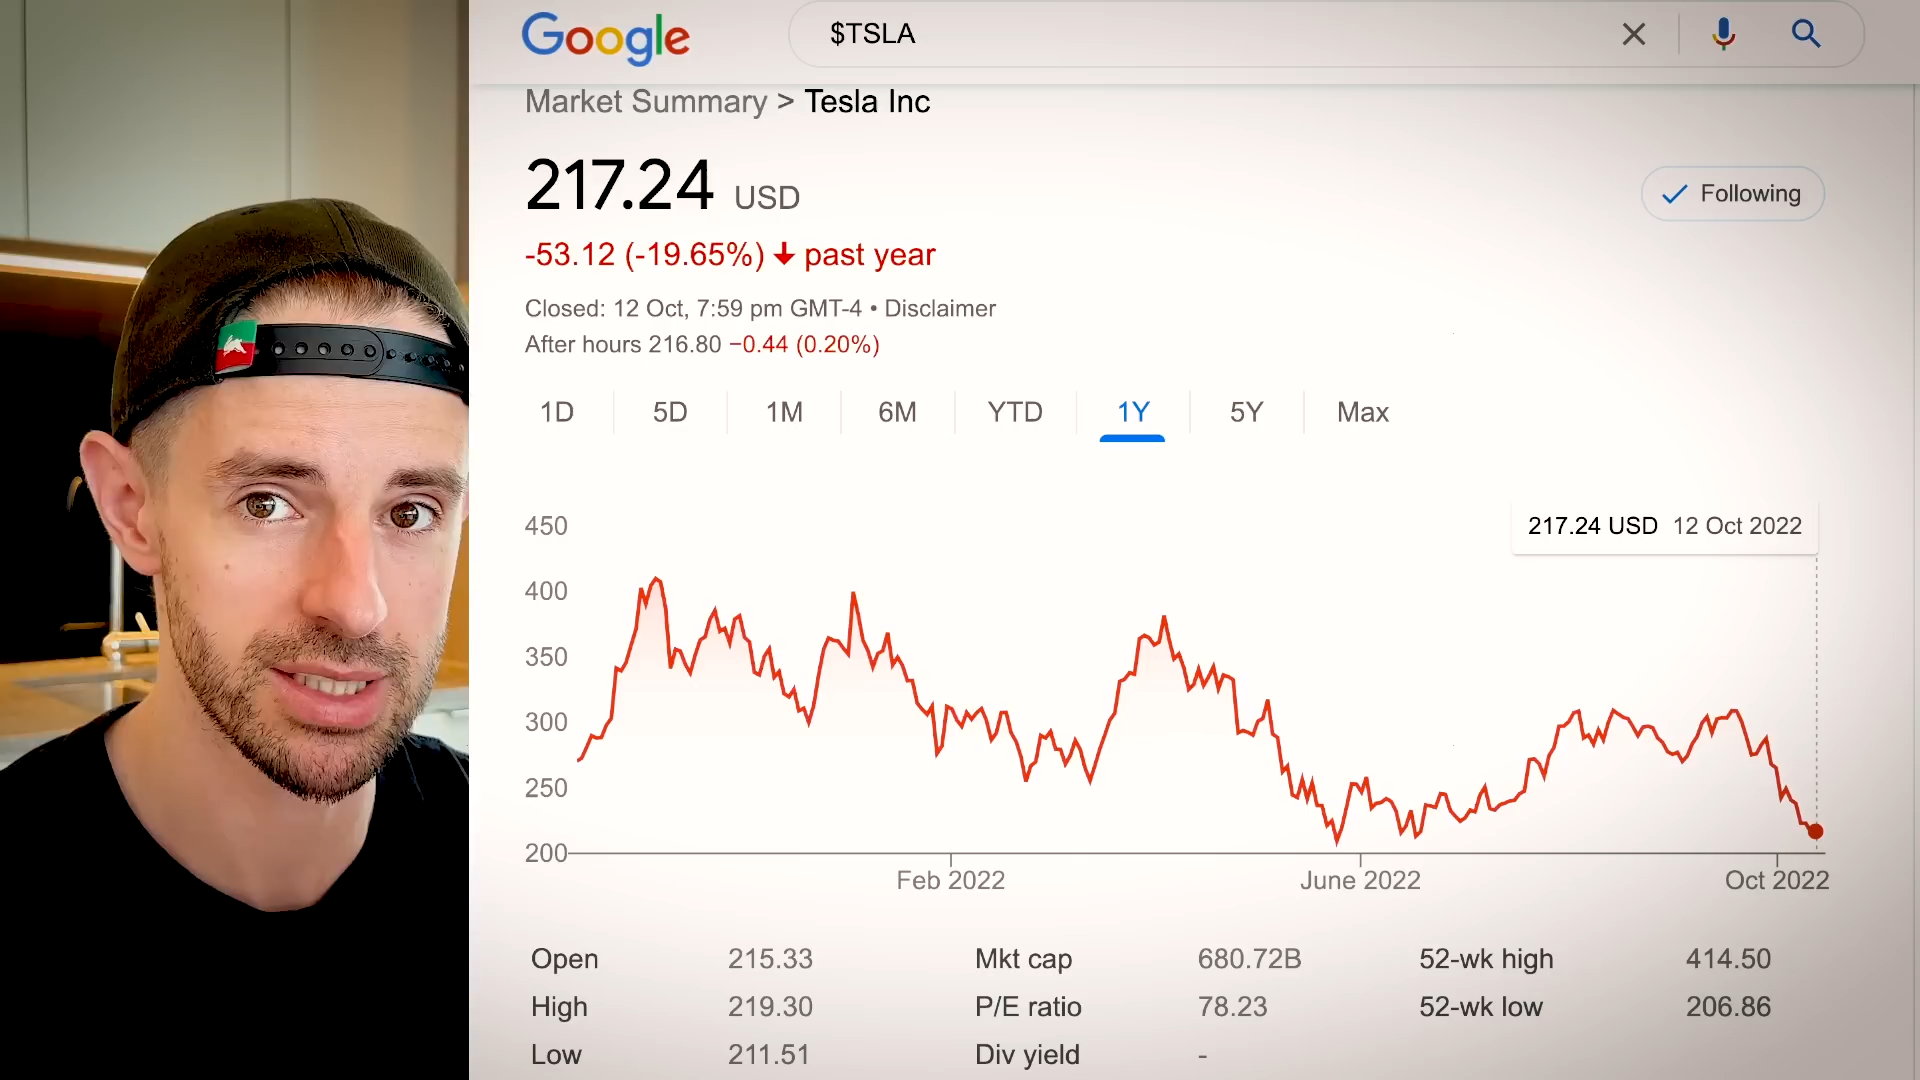 Google
$TSLA
Market Summary > Tesla Inc
217.24 USD
Following
-53.12 (-19.65%) past year
Closed: 12 Oct, 7:59 pm GMT-4 • Disclaimer
After hours 216.80 −0.44 (0.20%)
1D 5D 1M 6M YTD 1Y 5Y Max
217.24 USD 12 Oct 2022
450
400
350
300
250
200
Feb 2022 June 2022 Oct 2022
Open 215.33 Mkt cap 680.72B 52-wk high 414.50
High 219.30 P/E ratio 78.23 52-wk low 206.86
Low 211.51 Div yield -